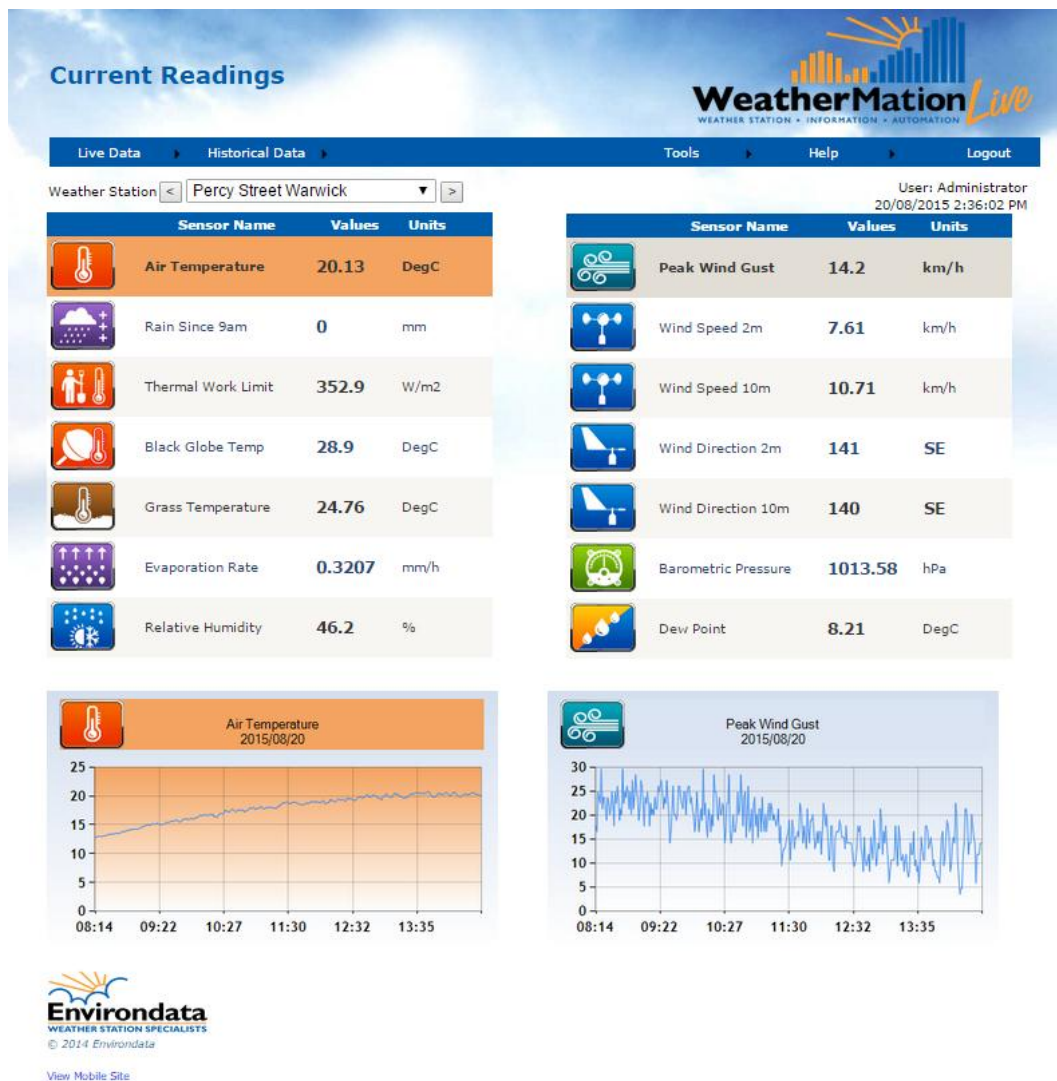 Current Readings
WeatherMation Live
WEATHER STATION • INFORMATION • AUTOMATION
Live Data Historical Data Tools Help Logout
Weather Station < Percy Street Warwick >
User: Administrator
20/08/2015 2:36:02 PM
Sensor Name Values Units
Air Temperature 20.13 DegC
Rain Since 9am 0 mm
Thermal Work Limit 352.9 W/m2
Black Globe Temp 28.9 DegC
Grass Temperature 24.76 DegC
Evaporation Rate 0.3207 mm/h
Relative Humidity 46.2 %
Sensor Name Values Units
Peak Wind Gust 14.2 km/h
Wind Speed 2m 7.61 km/h
Wind Speed 10m 10.71 km/h
Wind Direction 2m 141 SE
Wind Direction 10m 140 SE
Barometric Pressure 1013.58 hPa
Dew Point 8.21 DegC
Air Temperature
2015/08/20
25
20
15
10
5
0
08:14 09:22 10:27 11:30 12:32 13:35
Peak Wind Gust
2015/08/20
30
25
20
15
10
5
0
08:14 09:22 10:27 11:30 12:32 13:35
Environdata
WEATHER STATION SPECIALISTS
© 2014 Environdata
View Mobile Site